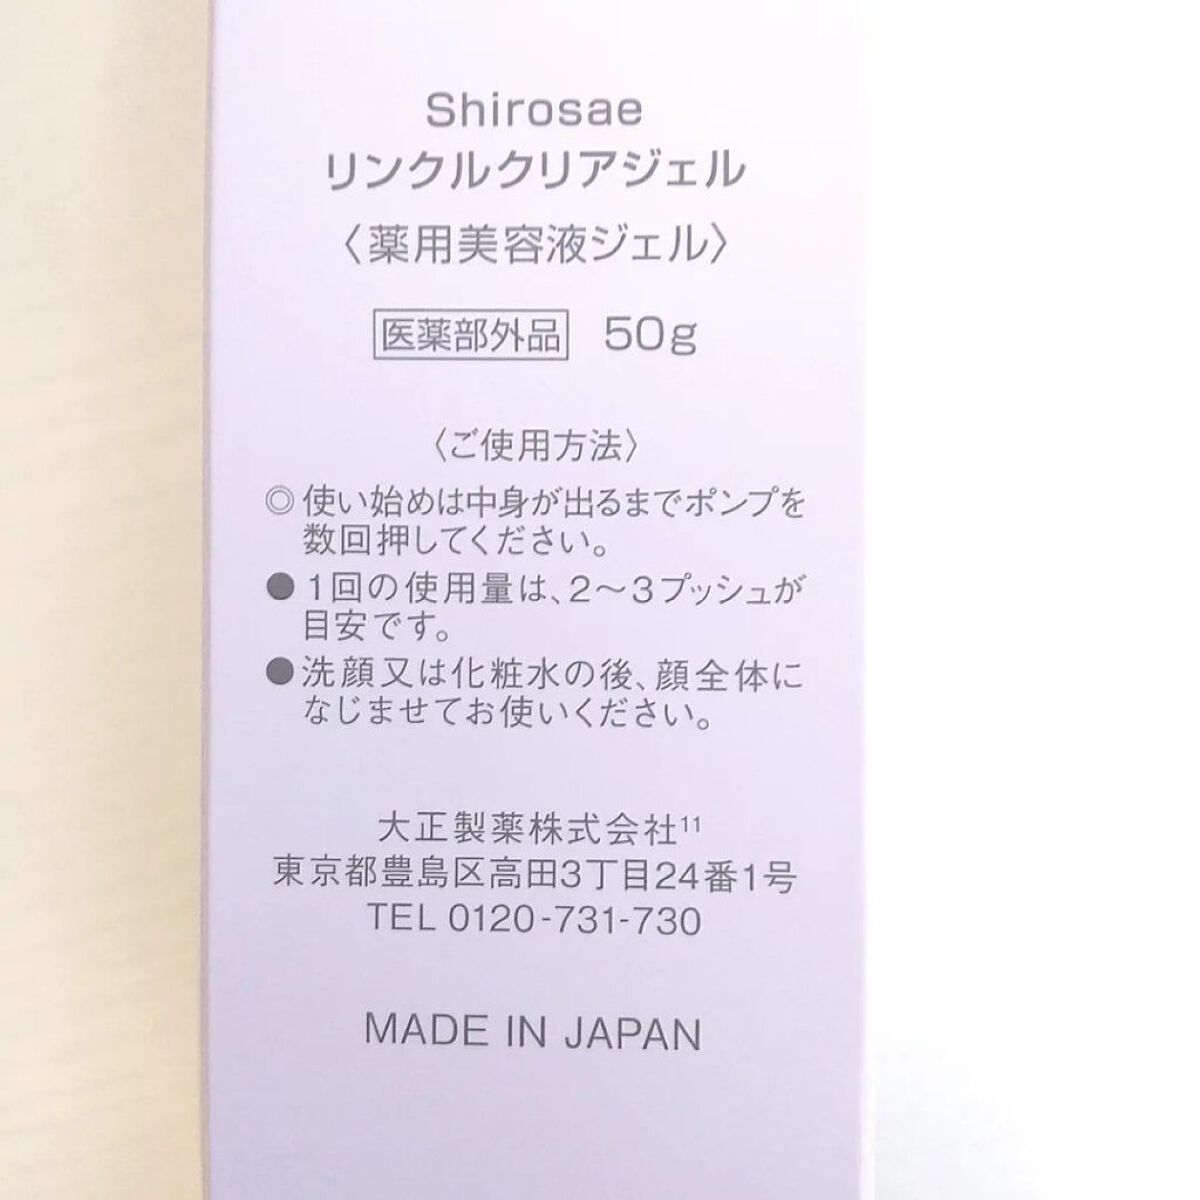 Shirosae
リンクルクリアジェル
〈薬用美容液ジェル〉
医薬部外品 50g
〈ご使用方法〉
◎使い始めは中身が出るまでポンプを
数回押してください。
●1回の使用量は、2〜3プッシュが
目安です。
●洗顔又は化粧水の後、顔全体に
なじませてお使いください。
大正製薬株式会社11
東京都豊島区高田3丁目24番1号
TEL 0120-731-730
MADE IN JAPAN